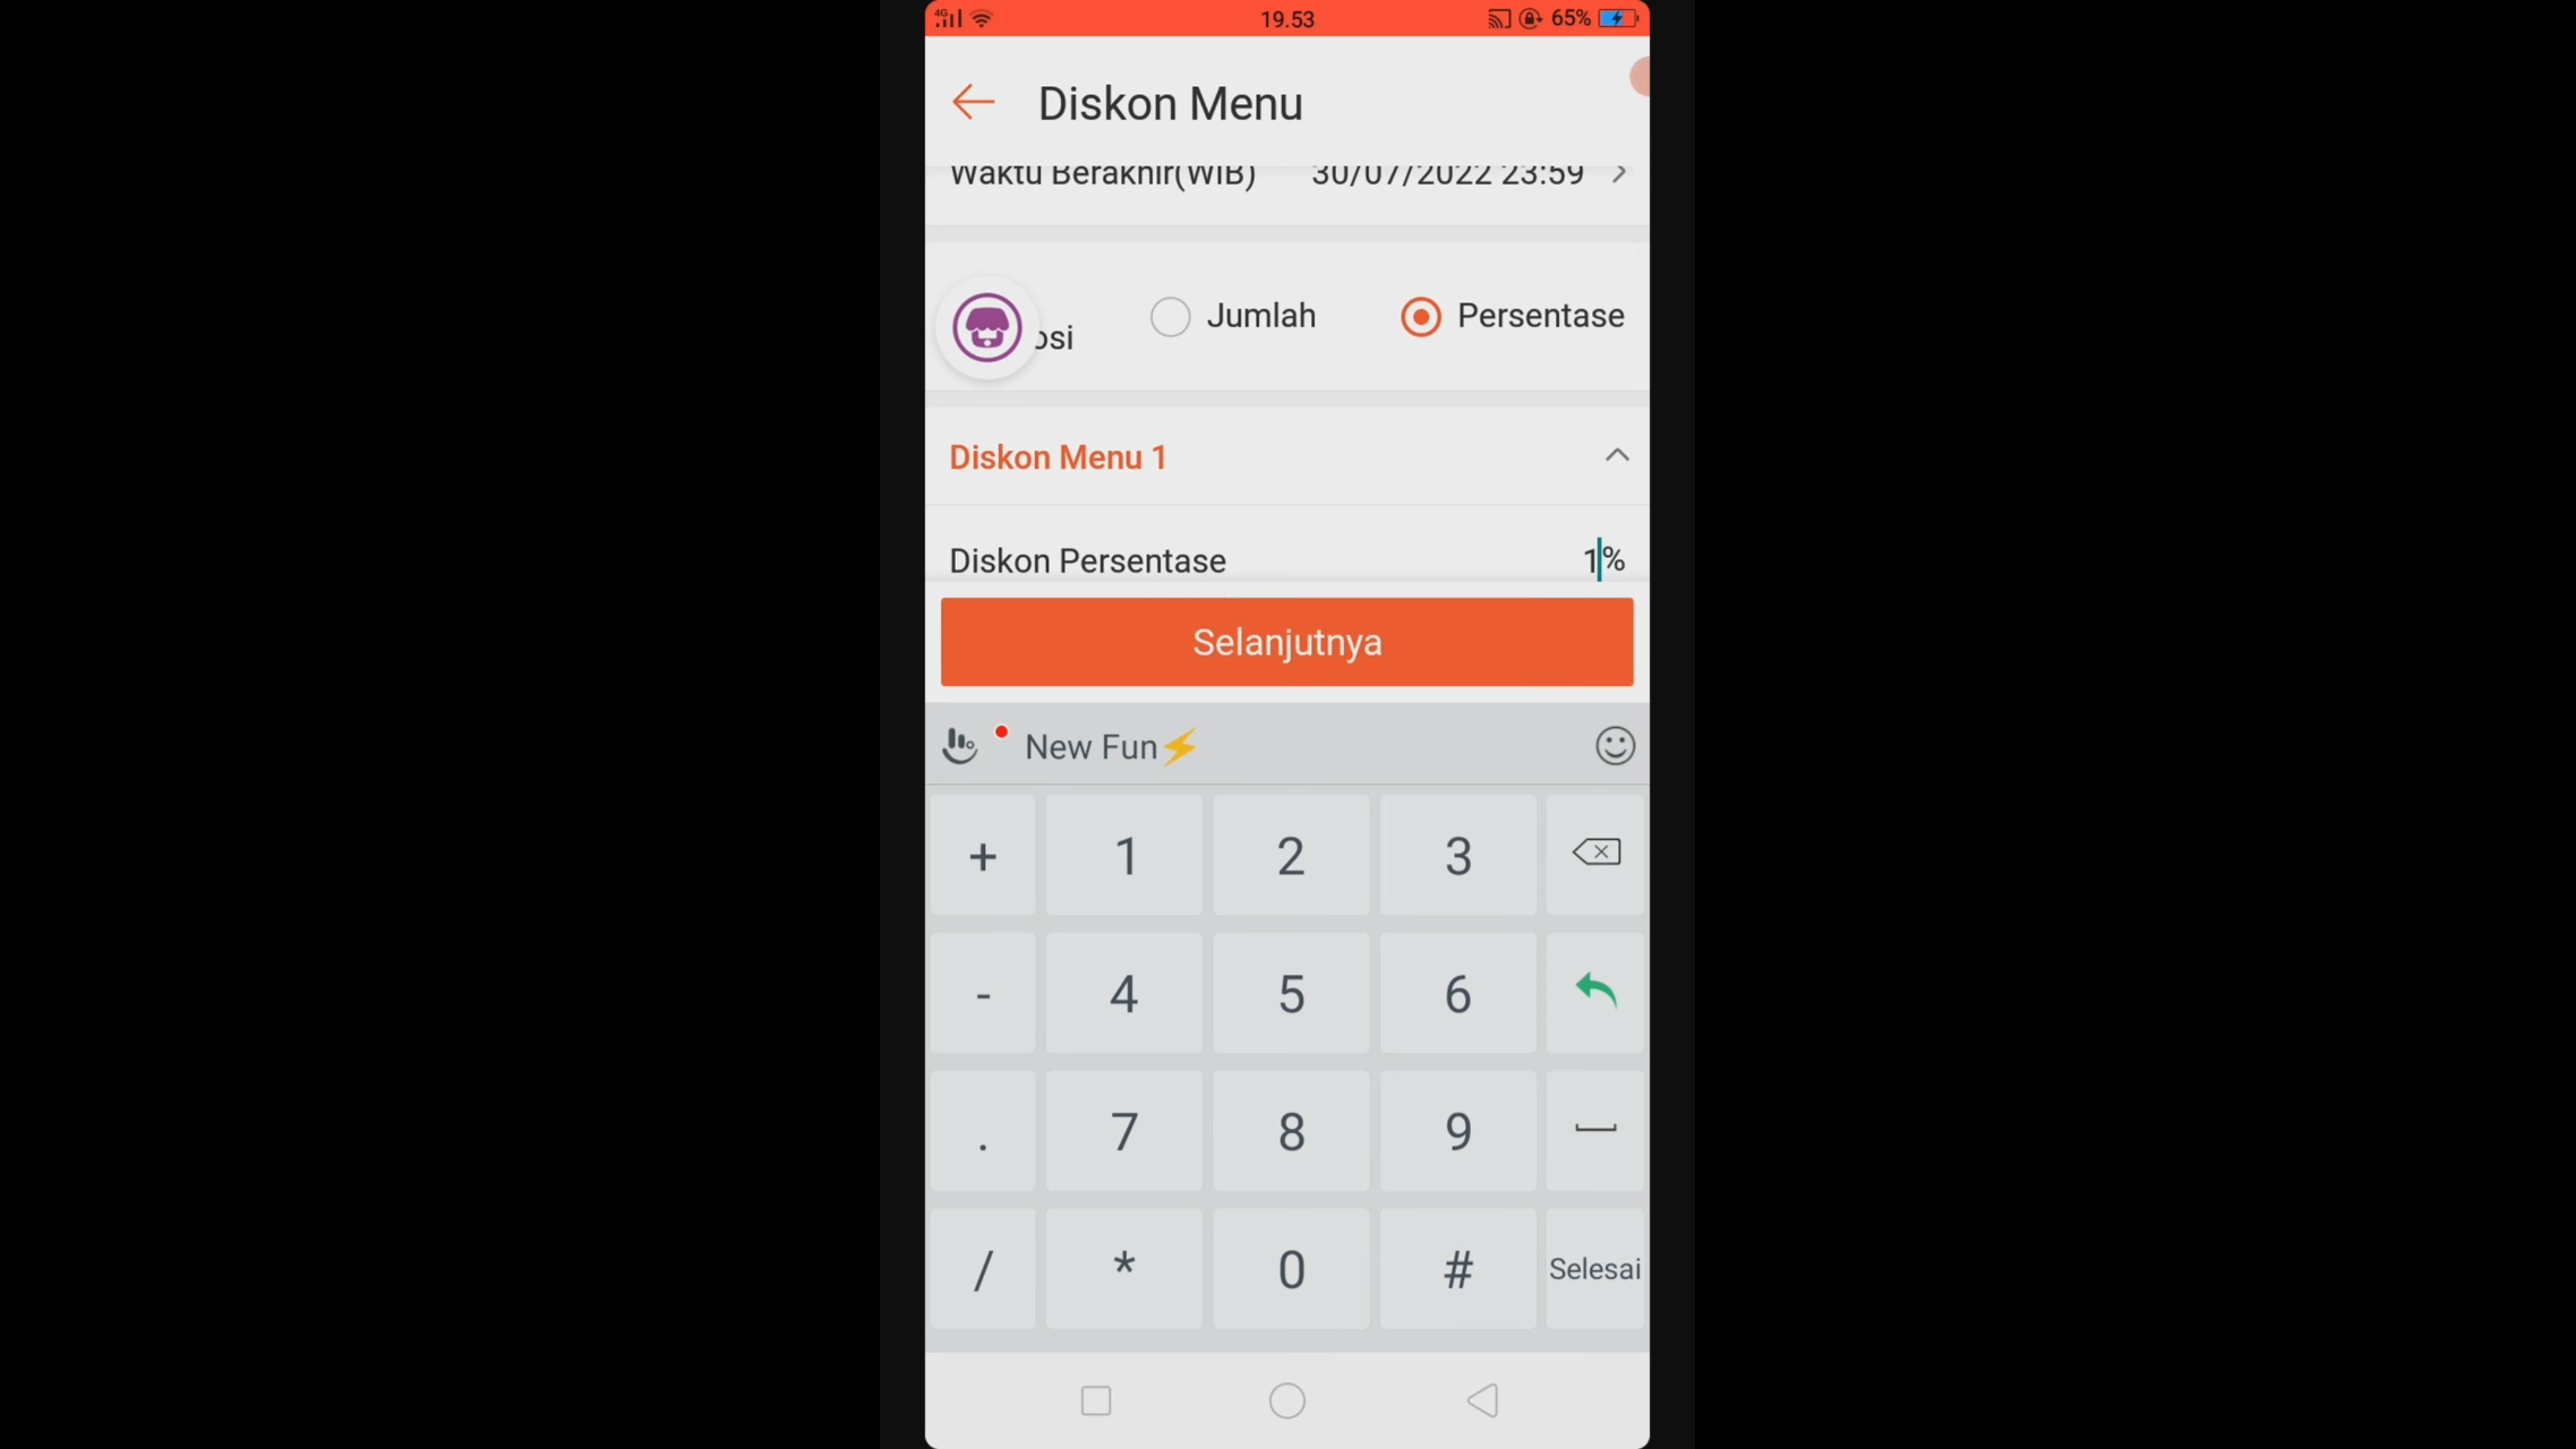 4G 19.53 65%
Diskon Menu
Waktu Berakhir(WIB) 30/07/2022 23:59
osi Jumlah Persentase
Diskon Menu 1
Diskon Persentase 1%
Selanjutnya
New Fun⚡
+ 1 2 3
- 4 5 6
. 7 8 9
/ * 0 # Selesai